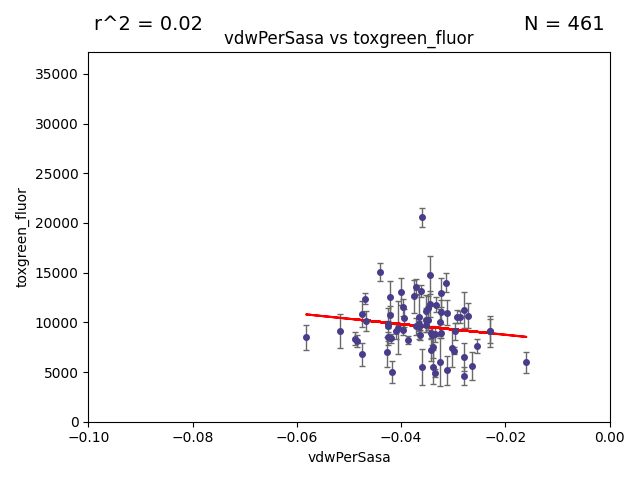 r^2 = 0.02
N = 461
vdwPerSasa vs toxgreen_fluor
35000
30000
25000
20000
15000
10000
5000
0
toxgreen_fluor
−0.10
−0.08
−0.06
−0.04
−0.02
0.00
vdwPerSasa